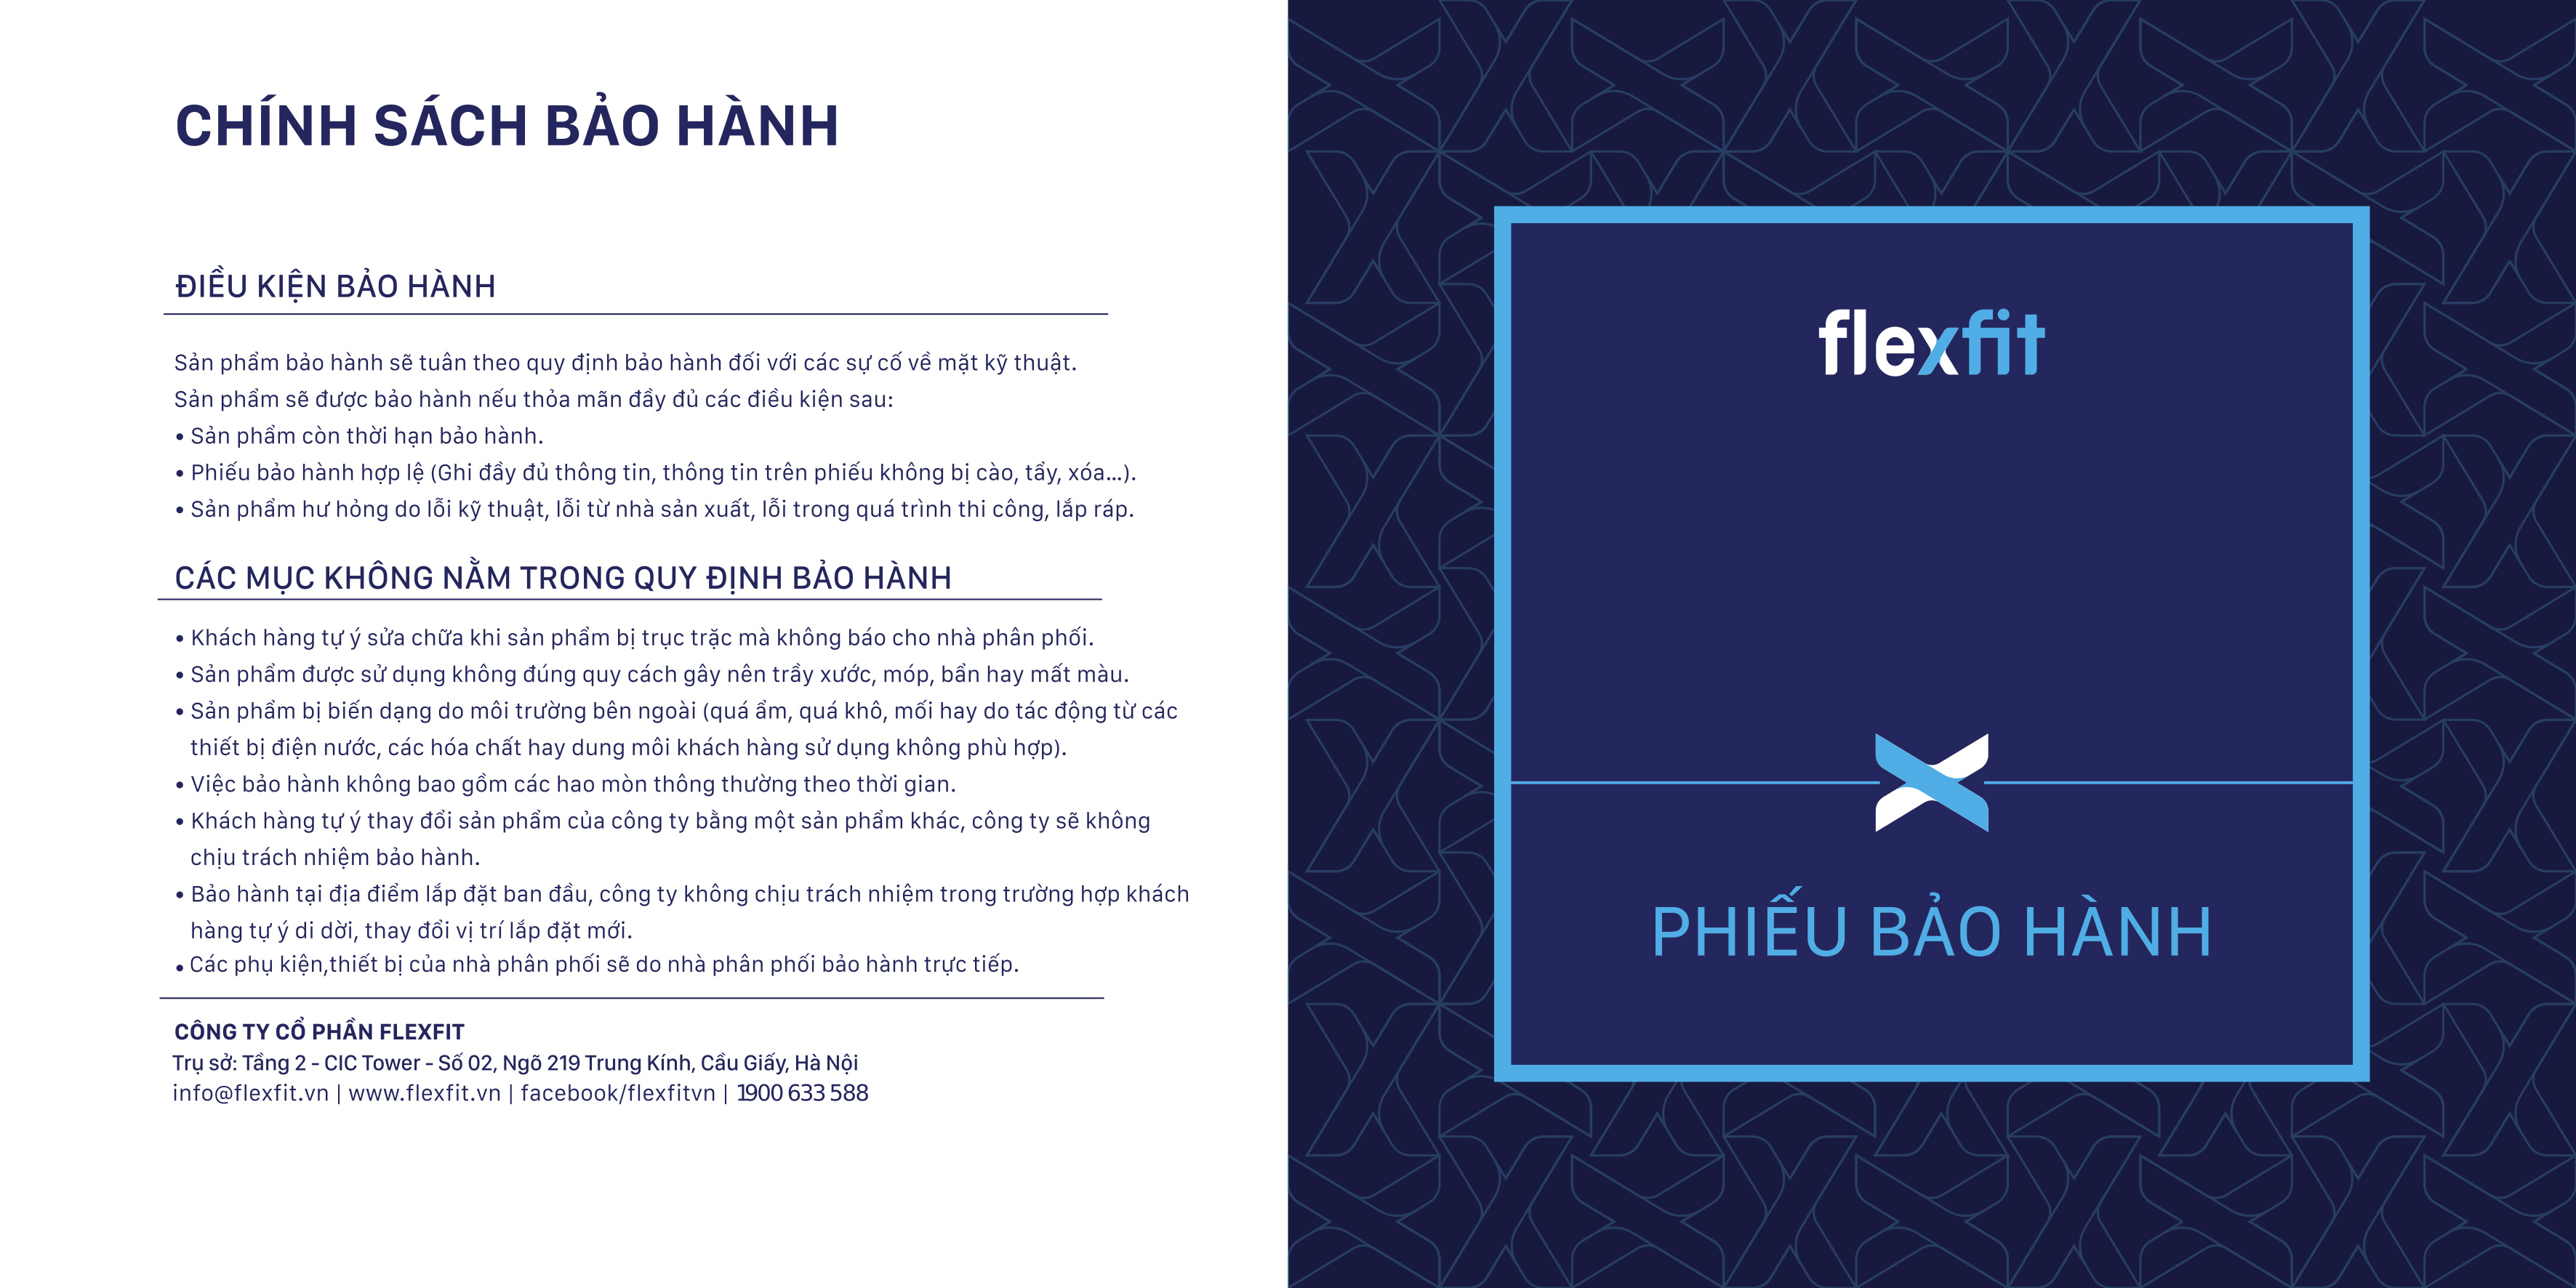 CHÍNH SÁCH BẢO HÀNH
ĐIỀU KIỆN BẢO HÀNH
Sản phẩm bảo hành sẽ tuân theo quy định bảo hành đối với các sự cố về mặt kỹ thuật.
Sản phẩm sẽ được bảo hành nếu thỏa mãn đầy đủ các điều kiện sau:
• Sản phẩm còn thời hạn bảo hành.
• Phiếu bảo hành hợp lệ (Ghi đầy đủ thông tin, thông tin trên phiếu không bị cào, tẩy, xóa...).
• Sản phẩm hư hỏng do lỗi kỹ thuật, lỗi từ nhà sản xuất, lỗi trong quá trình thi công, lắp ráp.
CÁC MỤC KHÔNG NẰM TRONG QUY ĐỊNH BẢO HÀNH
• Khách hàng tự ý sửa chữa khi sản phẩm bị trục trặc mà không báo cho nhà phân phối.
• Sản phẩm được sử dụng không đúng quy cách gây nên trầy xước, móp, bẩn hay mất màu.
• Sản phẩm bị biến dạng do môi trường bên ngoài (quá ẩm, quá khô, mối hay do tác động từ các
thiết bị điện nước, các hóa chất hay dung môi khách hàng sử dụng không phù hợp).
• Việc bảo hành không bao gồm các hao mòn thông thường theo thời gian.
• Khách hàng tự ý thay đổi sản phẩm của công ty bằng một sản phẩm khác, công ty sẽ không
chịu trách nhiệm bảo hành.
• Bảo hành tại địa điểm lắp đặt ban đầu, công ty không chịu trách nhiệm trong trường hợp khách
hàng tự ý di dời, thay đổi vị trí lắp đặt mới.
• Các phụ kiện,thiết bị của nhà phân phối sẽ do nhà phân phối bảo hành trực tiếp.
CÔNG TY CỔ PHẦN FLEXFIT
Trụ sở: Tầng 2 - CIC Tower - Số 02, Ngõ 219 Trung Kính, Cầu Giấy, Hà Nội
info@flexfit.vn | www.flexfit.vn | facebook/flexfitvn | 1900 633 588
flexfit
PHIẾU BẢO HÀNH